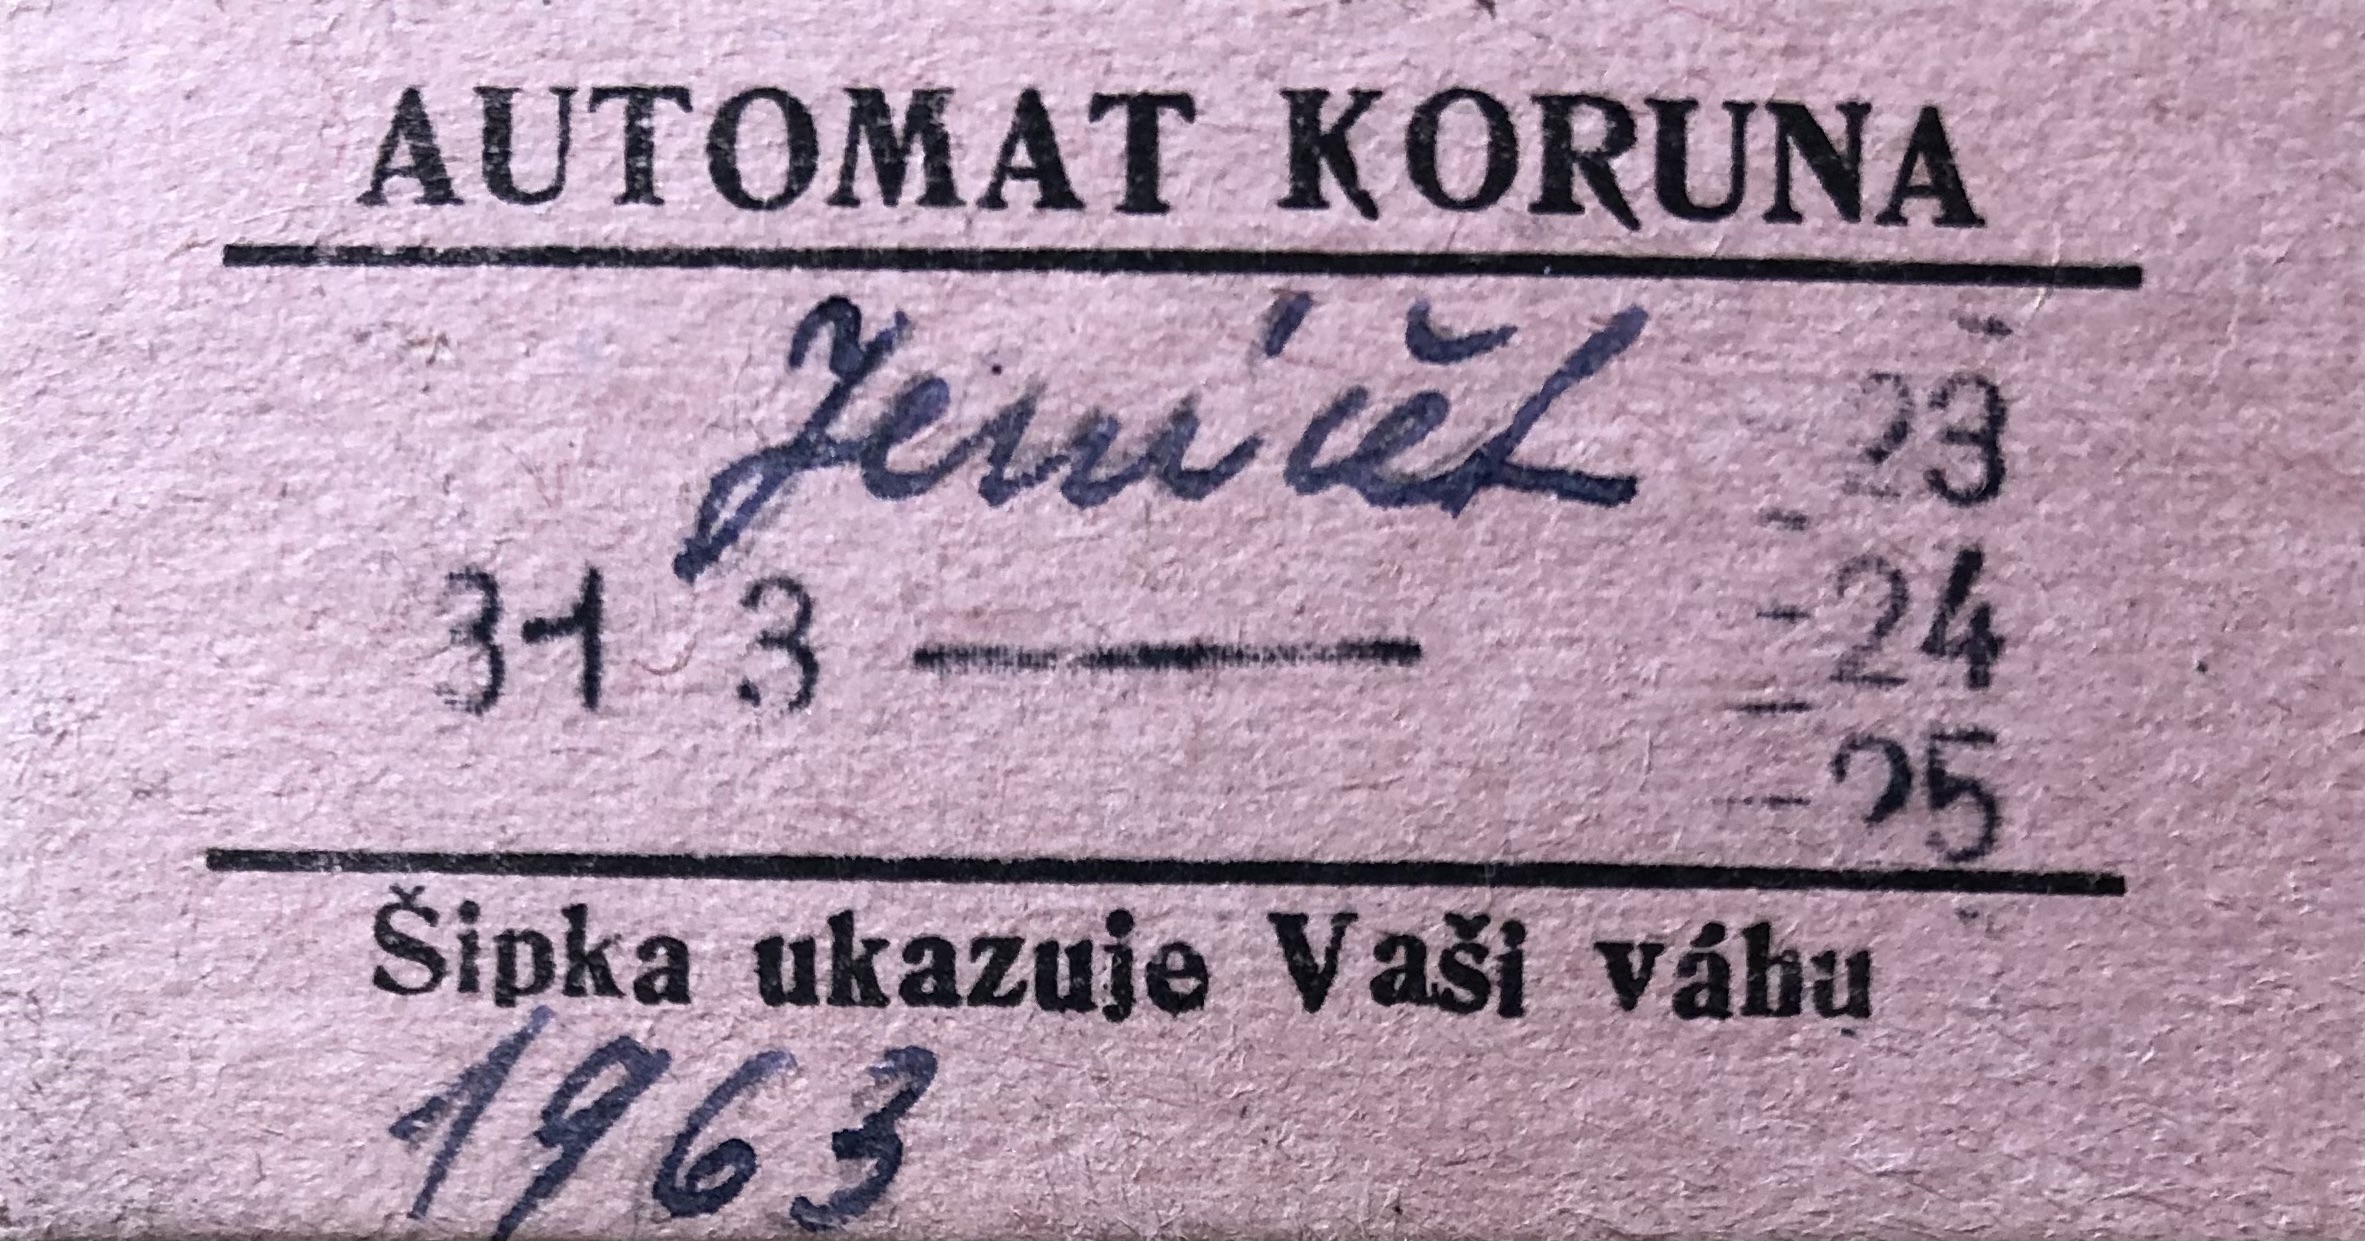 AUTOMAT KORUNA
Jeníček
23
31 3 — 24
25
Šipka ukazuje Vaši váhu
1963